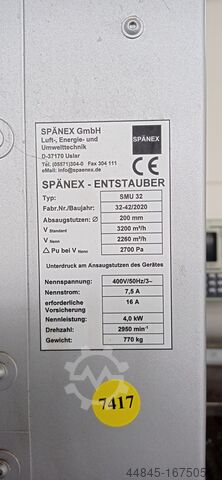 SPÄNEX GmbH
Luft-, Energie- und
Umwelttechnik
D-37170 Uslar
Tel. (05571)304-0 Fax 304 111
eMail: info@spaenex.de
SPÄNEX
CE
SPÄNEX - ENTSTAUBER
Typ: SMU 32
Fabr.Nr./Baujahr: 32-42/2020
Absaugstutzen: Ø 200 mm
V Standard 3200 m³/h
V Nenn 2260 m³/h
Δ Pu bei V Nenn 2700 Pa
Unterdruck am Ansaugstutzen des Gerätes
Nennspannung: 400V/50Hz/3~
Nennstrom: 7,5 A
erforderliche 16 A
Vorsicherung
Nennleistung: 4,0 kW
Drehzahl: 2950 min⁻¹
Gewicht: 770 kg
7417
44845-167505